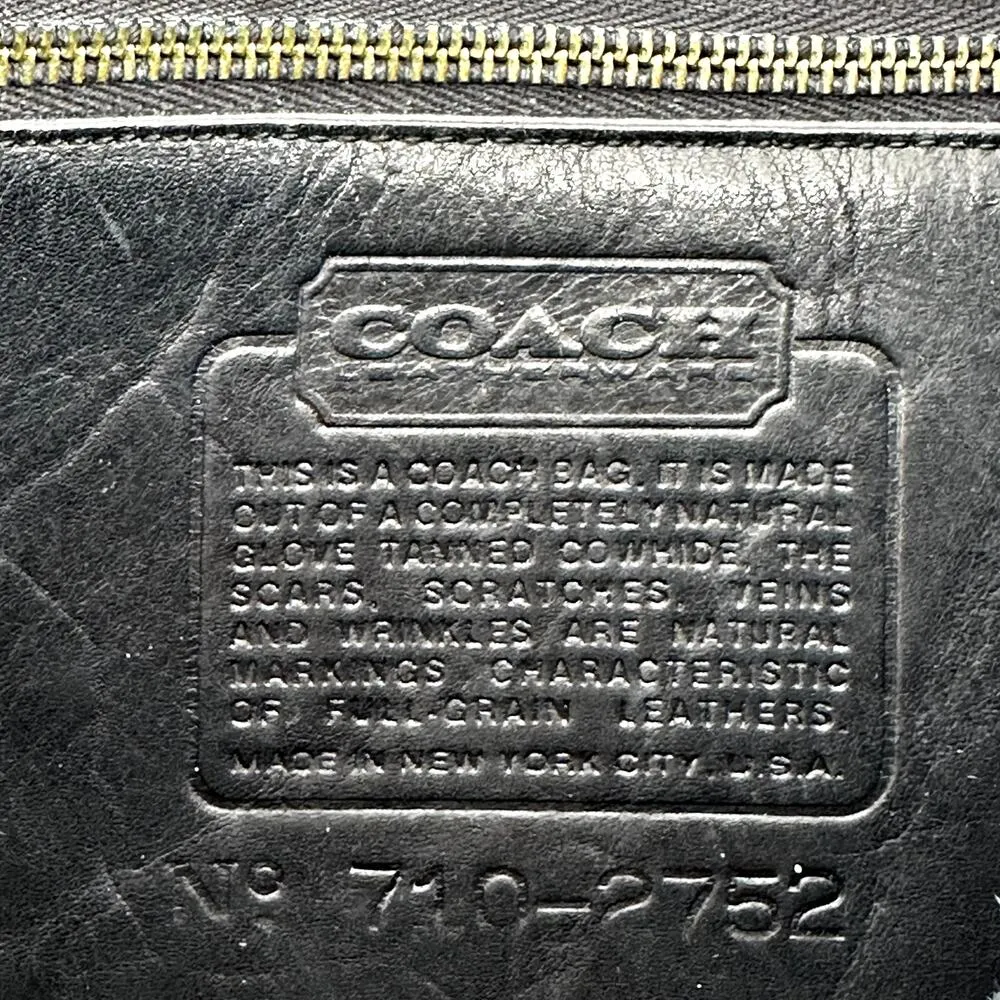 COACH
LEATHERWARE
THIS IS A COACH BAG. IT IS MADE
OUT OF A COMPLETELY NATURAL
GLOVE TANNED COWHIDE, THE
SCARS, SCRATCHES, VEINS
AND WRINKLES ARE NATURAL
MARKINGS CHARACTERISTIC
OF FULL-GRAIN LEATHERS.
MADE IN NEW YORK CITY, U.S.A.
Nº 710-2752